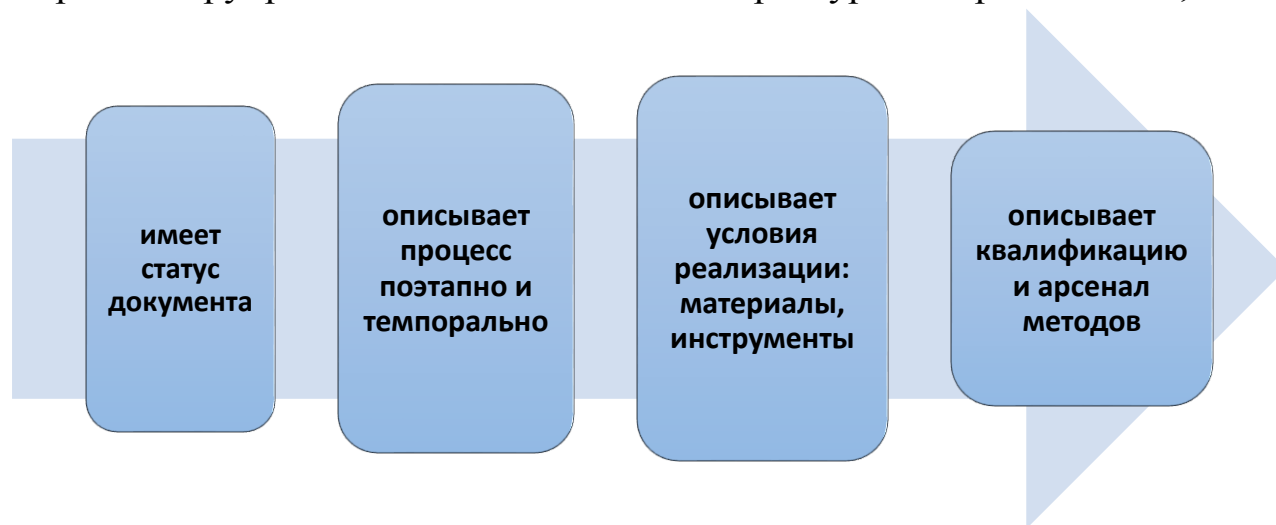 имеет
статус
документа
описывает
процесс
поэтапно и
темпорально
описывает
условия
реализации:
материалы,
инструменты
описывает
квалификацию
и арсенал
методов